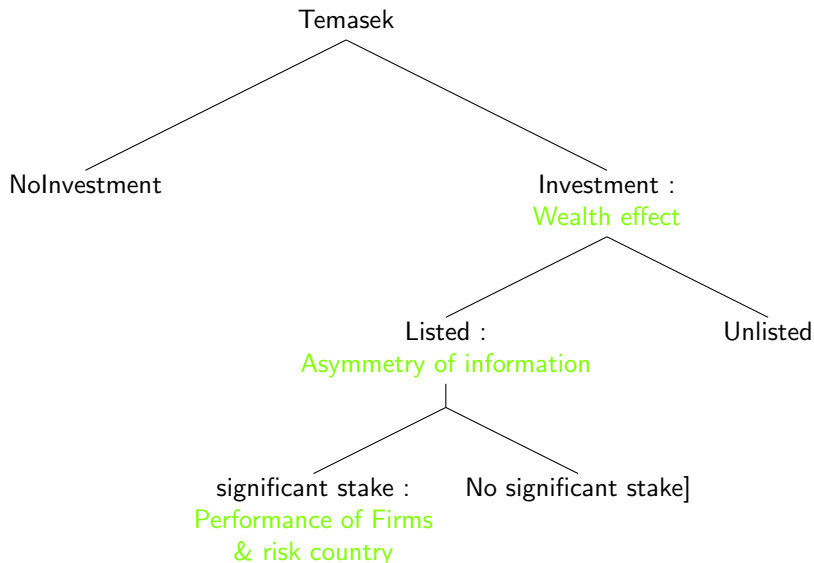 Temasek
NoInvestment
Investment :
Wealth effect
Listed :
Asymmetry of information
Unlisted
significant stake :
Performance of Firms
& risk country
No significant stake]